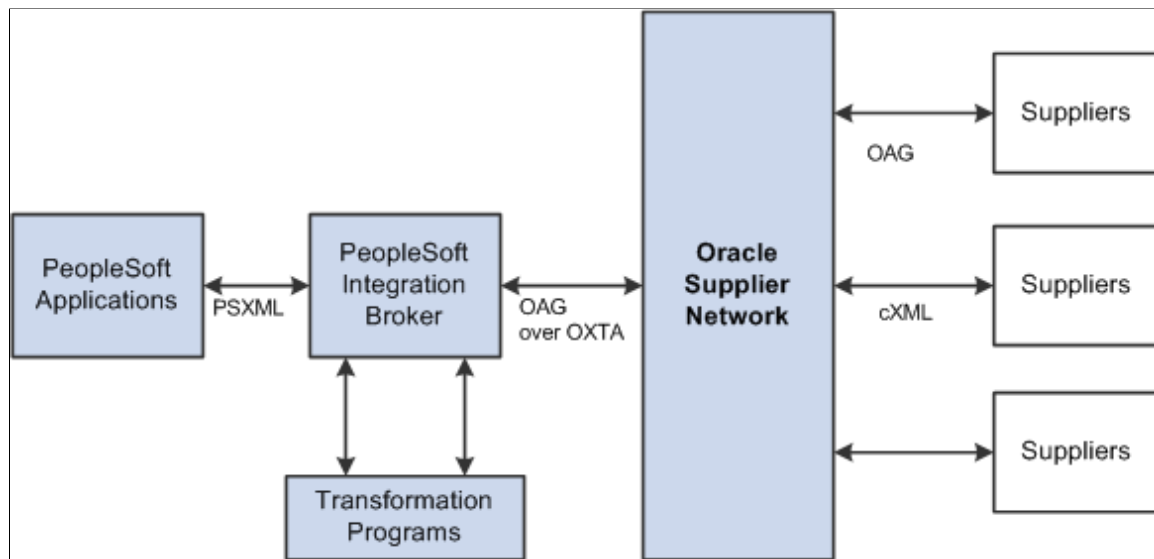 PeopleSoft
Applications
PSXML
PeopleSoft
Integration
Broker
OAG
over OXTA
Transformation
Programs
Oracle
Supplier
Network
OAG
Suppliers
cXML
Suppliers
Suppliers